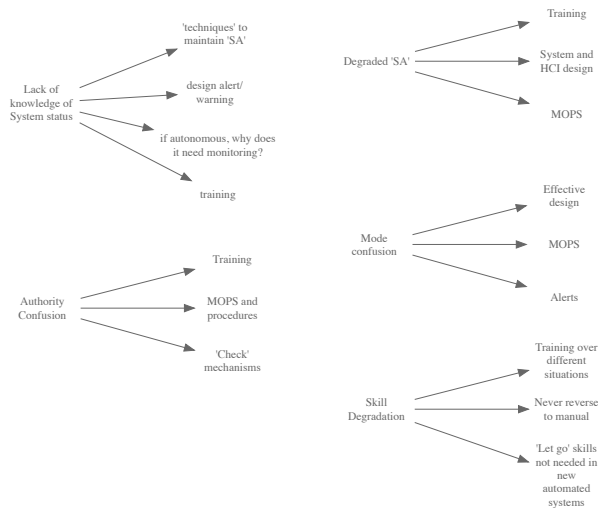 Lack of
knowledge of
System status
'techniques' to
maintain 'SA'
design alert/
warning
if autonomous, why does
it need monitoring?
training
Authority
Confusion
Training
MOPS and
procedures
'Check'
mechanisms
Degraded 'SA'
Training
System and
HCI design
MOPS
Mode
confusion
Effective
design
MOPS
Alerts
Skill
Degradation
Training over
different
situations
Never reverse
to manual
'Let go' skills
not needed in
new
automated
systems